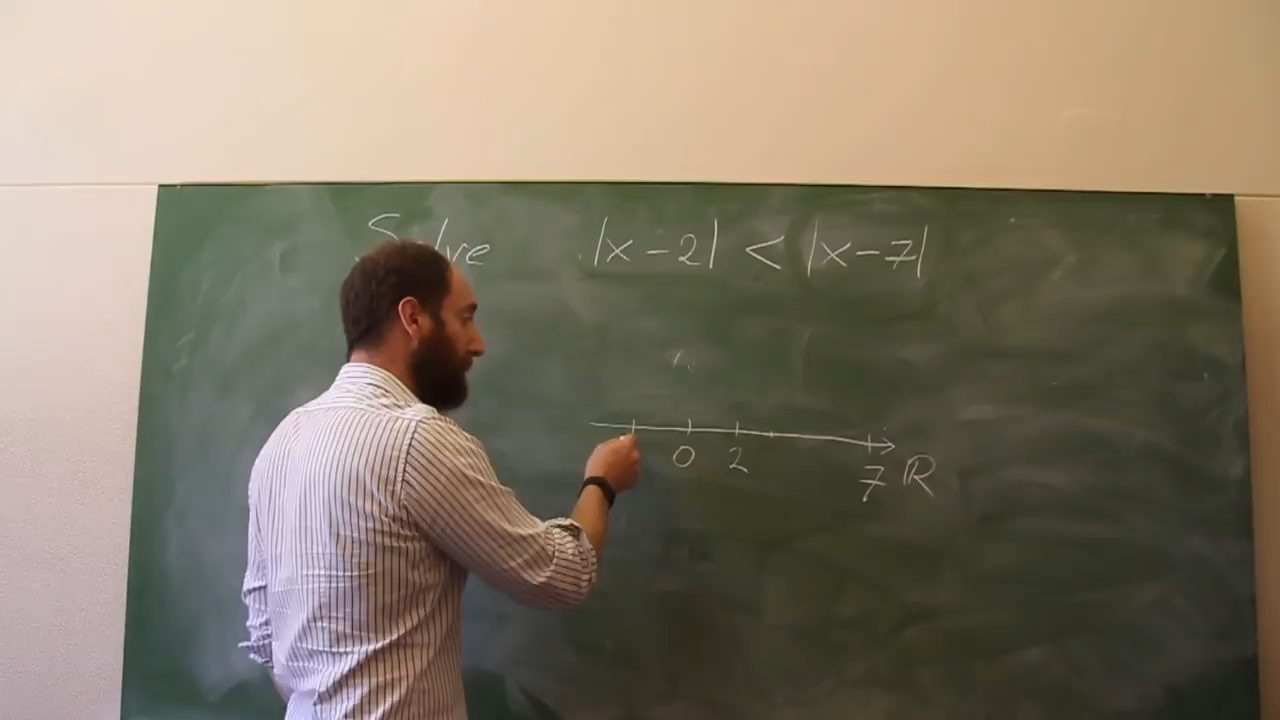 Solve |x-2| < |x-7|
0 2 7 ℝ